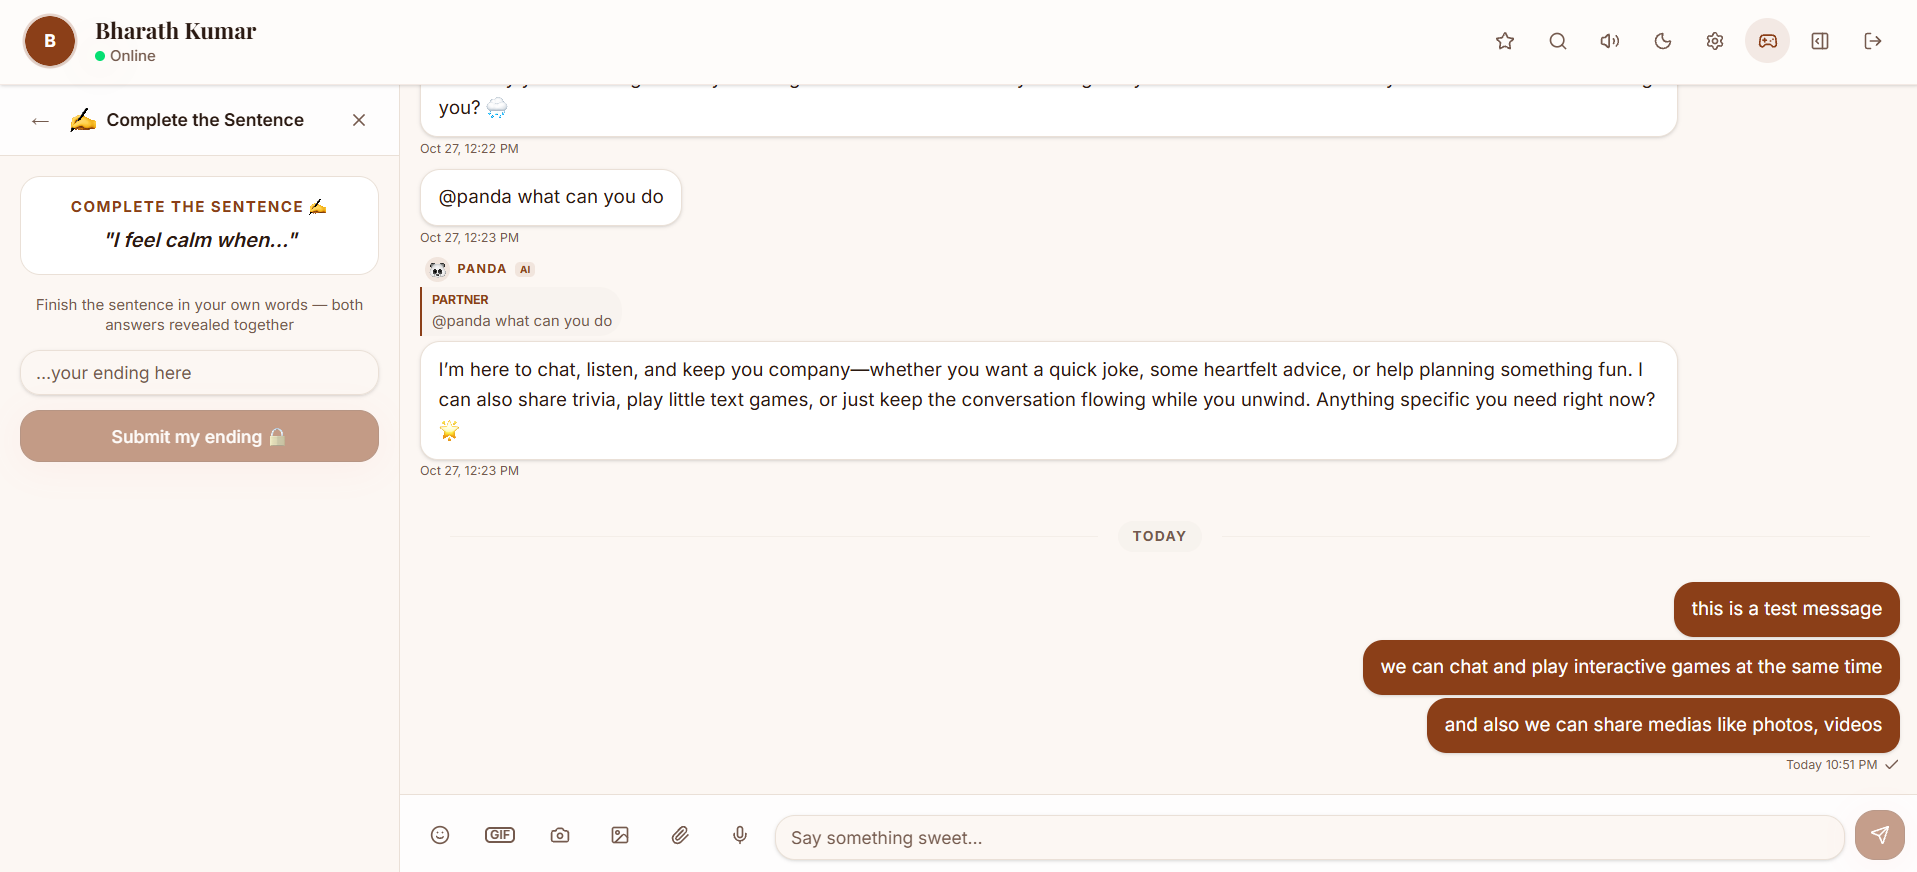 B
Bharath Kumar
Online
Complete the Sentence
COMPLETE THE SENTENCE ✍️
"I feel calm when..."
Finish the sentence in your own words — both
answers revealed together
...your ending here
Submit my ending 🔒
you? 🌧️
Oct 27, 12:22 PM
@panda what can you do
Oct 27, 12:23 PM
PANDA AI
PARTNER
@panda what can you do
I’m here to chat, listen, and keep you company—whether you want a quick joke, some heartfelt advice, or help planning something fun. I
can also share trivia, play little text games, or just keep the conversation flowing while you unwind. Anything specific you need right now?
🌟
Oct 27, 12:23 PM
TODAY
this is a test message
we can chat and play interactive games at the same time
and also we can share medias like photos, videos
Today 10:51 PM
GIF
Say something sweet...